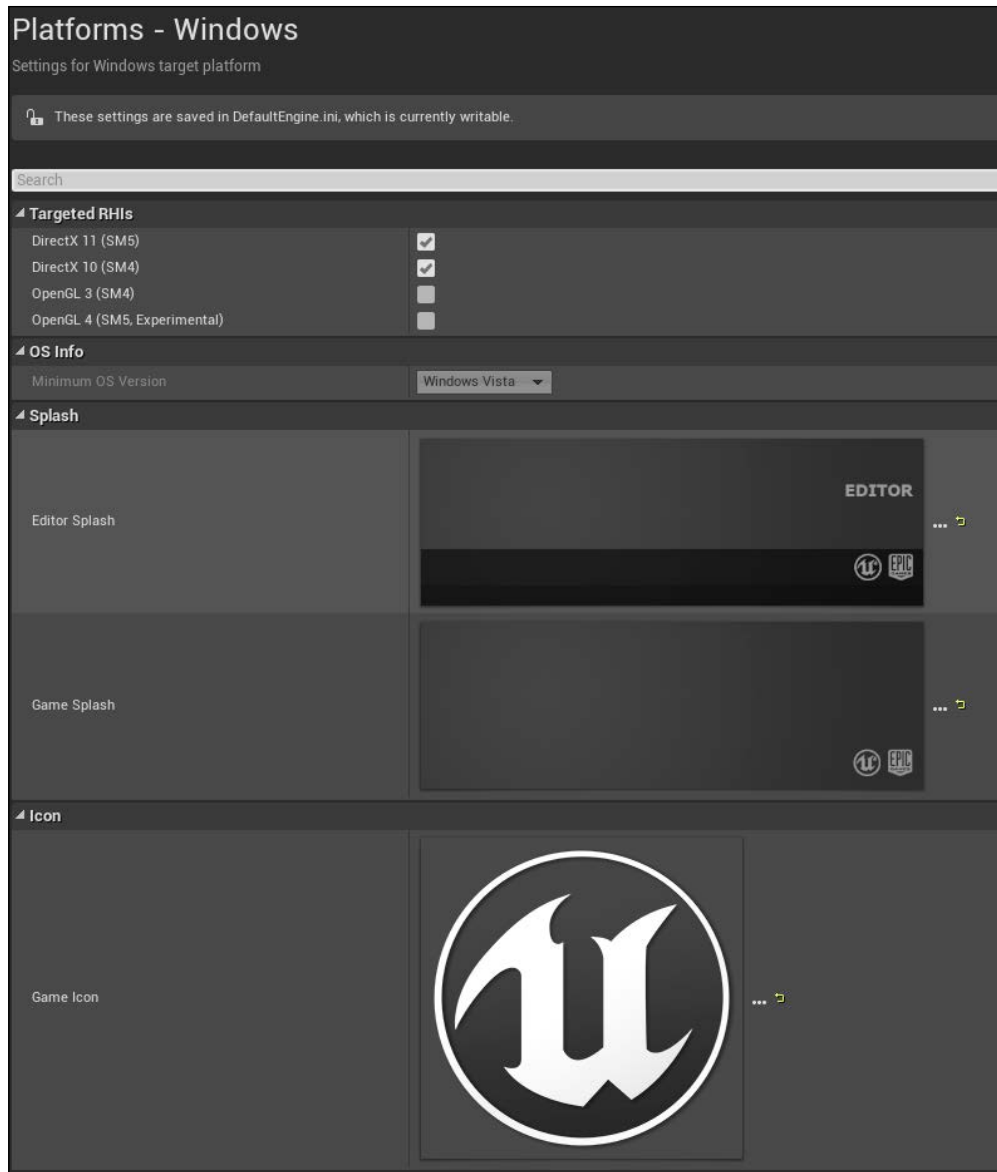 Platforms - Windows
Settings for Windows target platform
These settings are saved in DefaultEngine.ini, which is currently writable.
Search
Targeted RHIs
DirectX 11 (SM5)
DirectX 10 (SM4)
OpenGL 3 (SM4)
OpenGL 4 (SM5, Experimental)
OS Info
Minimum OS Version Windows Vista
Splash
EDITOR
Editor Splash ...
EPIC
GAMES
Game Splash ...
EPIC
GAMES
Icon
Game Icon ...